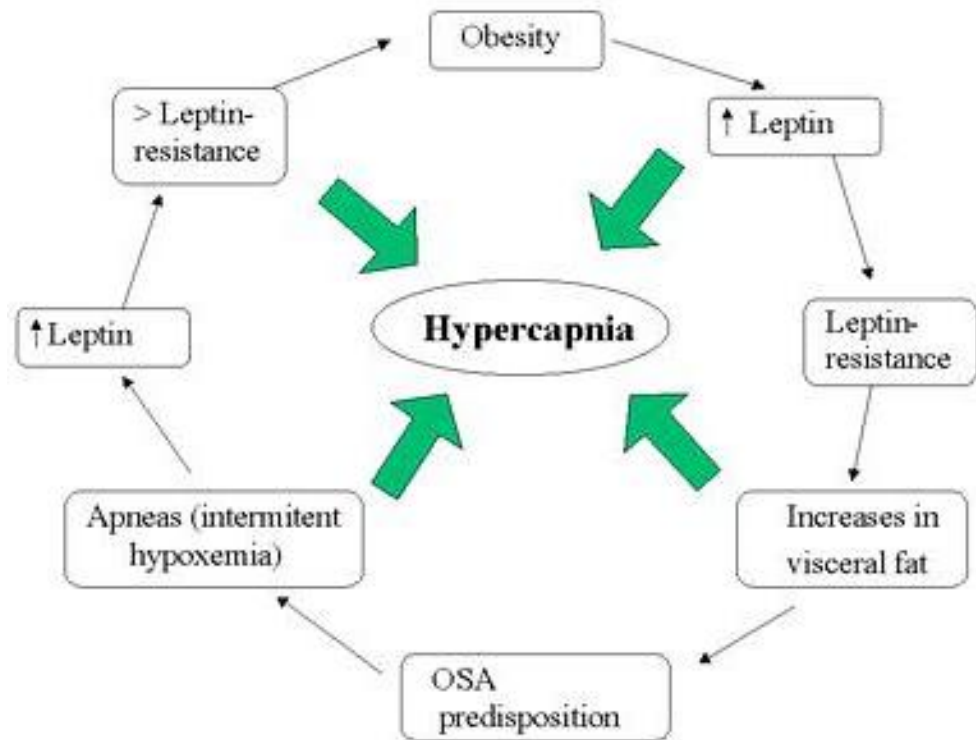 Obesity
↑ Leptin
Leptin-
resistance
Increases in
visceral fat
OSA
predisposition
Apneas (intermitent
hypoxemia)
↑Leptin
> Leptin-
resistance
Hypercapnia